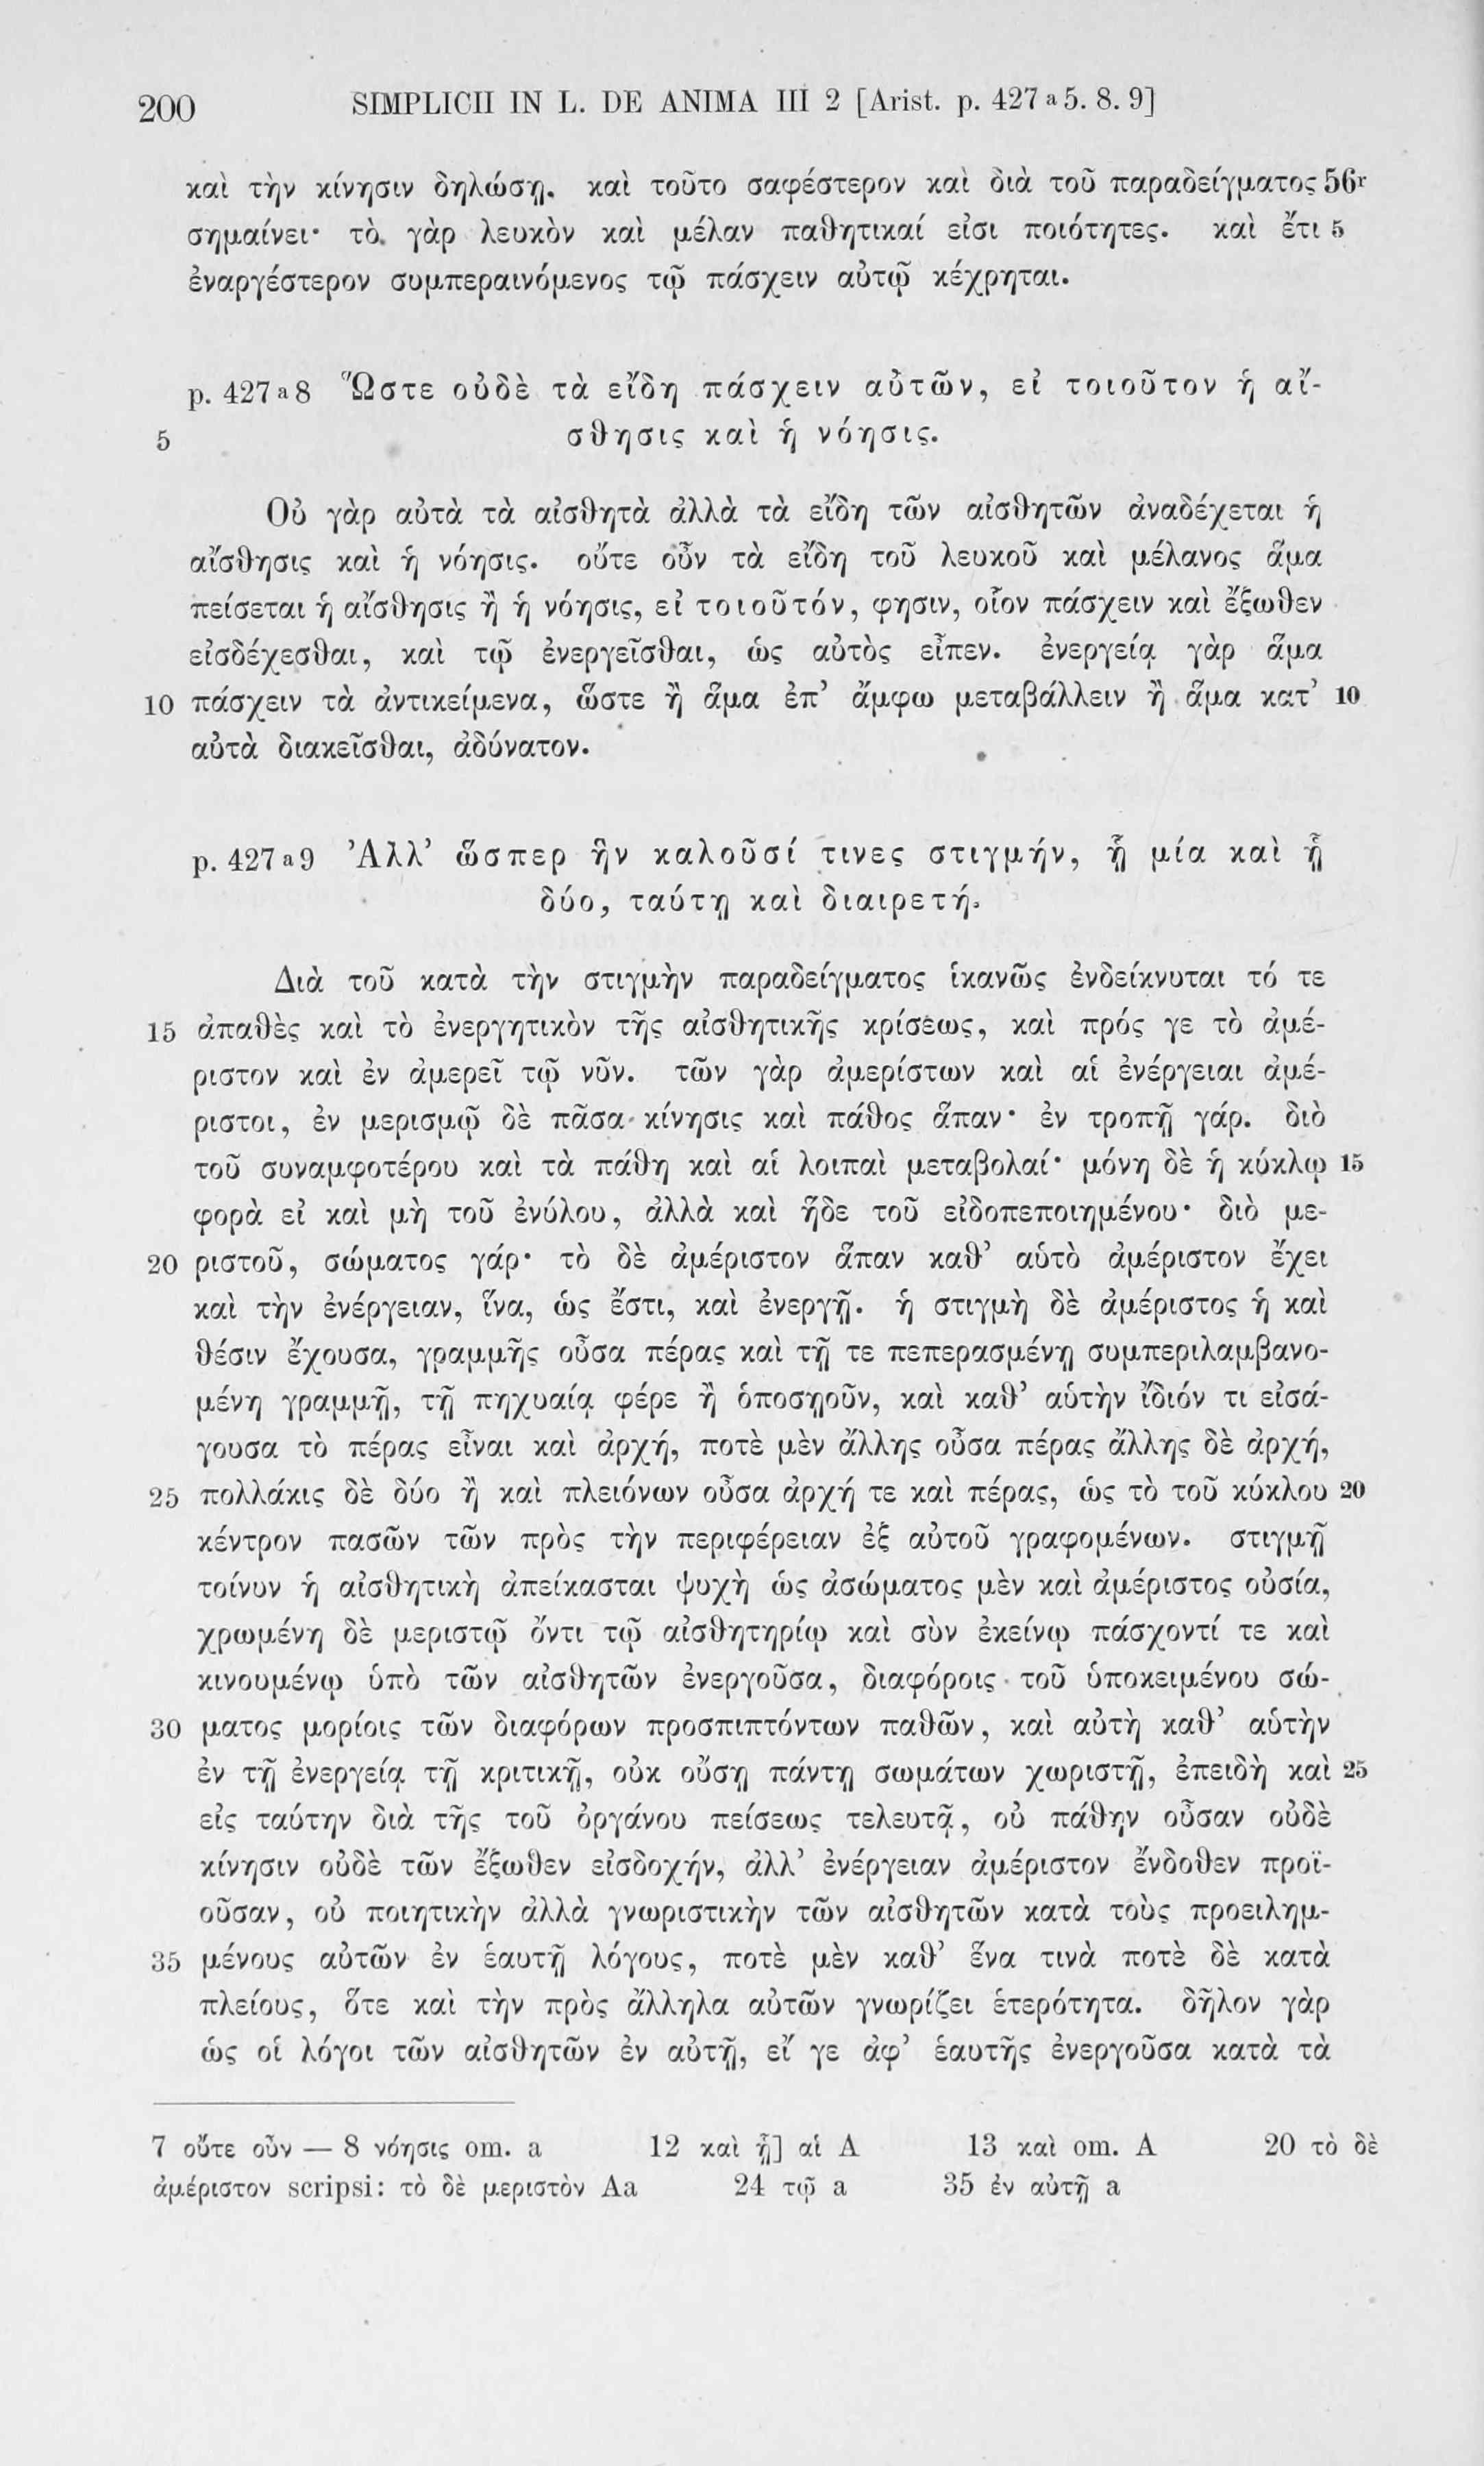 200 SIMPLICII IN L. DE ANIMA III 2 [Arist. p. 427 a 5. 8. 9]
καὶ τὴν κίνησιν δηλώσῃ. καὶ τοῦτο σαφέστερον καὶ διὰ τοῦ παραδείγματος 56r
σημαίνει· τὸ γὰρ λευκὸν καὶ μέλαν παθητικαί εἰσι ποιότητες. καὶ ἔτι 5
ἐναργέστερον συμπεραινόμενος τῷ πάσχειν αὐτῷ κέχρηται.
p. 427 a 8 Ὥστε οὐδὲ τὰ εἴδη πάσχειν αὐτῶν, εἰ τοιοῦτον ἡ αἴ-
5 σθησις καὶ ἡ νόησις.
Οὐ γὰρ αὐτὰ τὰ αἰσθητὰ ἀλλὰ τὰ εἴδη τῶν αἰσθητῶν ἀναδέχεται ἡ
αἴσθησις καὶ ἡ νόησις. οὔτε οὖν τὰ εἴδη τοῦ λευκοῦ καὶ μέλανος ἅμα
πείσεται ἡ αἴσθησις ἢ ἡ νόησις, εἰ τοιοῦτόν, φησιν, οἷον πάσχειν καὶ ἔξωθεν
εἰσδέχεσθαι, καὶ τῷ ἐνεργεῖσθαι, ὡς αὐτὸς εἶπεν. ἐνεργείᾳ γὰρ ἅμα
10 πάσχειν τὰ ἀντικείμενα, ὥστε ἢ ἅμα ἐπ’ ἄμφω μεταβάλλειν ἢ ἅμα κατ’ 10
αὐτὰ διακεῖσθαι, ἀδύνατον.
p. 427 a 9 Ἀλλ’ ὥσπερ ἣν καλοῦσί τινες στιγμήν, ᾗ μία καὶ ᾗ
δύο, ταύτῃ καὶ διαιρετή.
Διὰ τοῦ κατὰ τὴν στιγμὴν παραδείγματος ἱκανῶς ἐνδείκνυται τό τε
15 ἀπαθὲς καὶ τὸ ἐνεργητικὸν τῆς αἰσθητικῆς κρίσεως, καὶ πρός γε τὸ ἀμέ-
ριστον καὶ ἐν ἀμερεῖ τῷ νῦν. τῶν γὰρ ἀμερίστων καὶ αἱ ἐνέργειαι ἀμέ-
ριστοι, ἐν μερισμῷ δὲ πᾶσα κίνησις καὶ πάθος ἅπαν· ἐν τροπῇ γάρ. διὸ
τοῦ συναμφοτέρου καὶ τὰ πάθη καὶ αἱ λοιπαὶ μεταβολαί· μόνη δὲ ἡ κύκλῳ 15
φορὰ εἰ καὶ μὴ τοῦ ἐνύλου, ἀλλὰ καὶ ἥδε τοῦ εἰδοπεποιημένου· διὸ με-
20 ριστοῦ, σώματος γάρ· τὸ δὲ ἀμέριστον ἅπαν καθ’ αὑτὸ ἀμέριστον ἔχει
καὶ τὴν ἐνέργειαν, ἵνα, ὡς ἔστι, καὶ ἐνεργῇ. ἡ στιγμὴ δὲ ἀμέριστος ἡ καὶ
θέσιν ἔχουσα, γραμμῆς οὖσα πέρας καὶ τῇ τε πεπερασμένῃ συμπεριλαμβανο-
μένη γραμμῇ, τῇ πηχυαίᾳ φέρε ἢ ὁποσῃοῦν, καὶ καθ’ αὑτὴν ἴδιόν τι εἰσά-
γουσα τὸ πέρας εἶναι καὶ ἀρχή, ποτὲ μὲν ἄλλης οὖσα πέρας ἄλλης δὲ ἀρχή,
25 πολλάκις δὲ δύο ἢ καὶ πλειόνων οὖσα ἀρχή τε καὶ πέρας, ὡς τὸ τοῦ κύκλου 20
κέντρον πασῶν τῶν πρὸς τὴν περιφέρειαν ἐξ αὐτοῦ γραφομένων. στιγμῇ
τοίνυν ἡ αἰσθητικὴ ἀπείκασται ψυχὴ ὡς ἀσώματος μὲν καὶ ἀμέριστος οὐσία,
χρωμένη δὲ μεριστῷ ὄντι τῷ αἰσθητηρίῳ καὶ σὺν ἐκείνῳ πάσχοντί τε καὶ
κινουμένῳ ὑπὸ τῶν αἰσθητῶν ἐνεργοῦσα, διαφόροις τοῦ ὑποκειμένου σώ-
30 ματος μορίοις τῶν διαφόρων προσπιπτόντων παθῶν, καὶ αὐτὴ καθ’ αὑτὴν
ἐν τῇ ἐνεργείᾳ τῇ κριτικῇ, οὐκ οὔσῃ πάντῃ σωμάτων χωριστῇ, ἐπειδὴ καὶ 25
εἰς ταύτην διὰ τῆς τοῦ ὀργάνου πείσεως τελευτᾷ, οὐ πάθην οὖσαν οὐδὲ
κίνησιν οὐδὲ τῶν ἔξωθεν εἰσδοχήν, ἀλλ’ ἐνέργειαν ἀμέριστον ἔνδοθεν προϊ-
οῦσαν, οὐ ποιητικὴν ἀλλὰ γνωριστικὴν τῶν αἰσθητῶν κατὰ τοὺς προειλημ-
35 μένους αὐτῶν ἐν ἑαυτῇ λόγους, ποτὲ μὲν καθ’ ἕνα τινὰ ποτὲ δὲ κατὰ
πλείους, ὅτε καὶ τὴν πρὸς ἄλληλα αὐτῶν γνωρίζει ἑτερότητα. δῆλον γὰρ
ὡς οἱ λόγοι τῶν αἰσθητῶν ἐν αὐτῇ, εἴ γε ἀφ’ ἑαυτῆς ἐνεργοῦσα κατὰ τὰ
7 οὔτε οὖν — 8 νόησις om. a 12 καὶ ᾗ] αἱ A 13 καὶ om. A 20 τὸ δὲ
ἀμέριστον scripsi: τὸ δὲ μεριστὸν Aa 24 τῷ a 35 ἐν αὐτῇ a